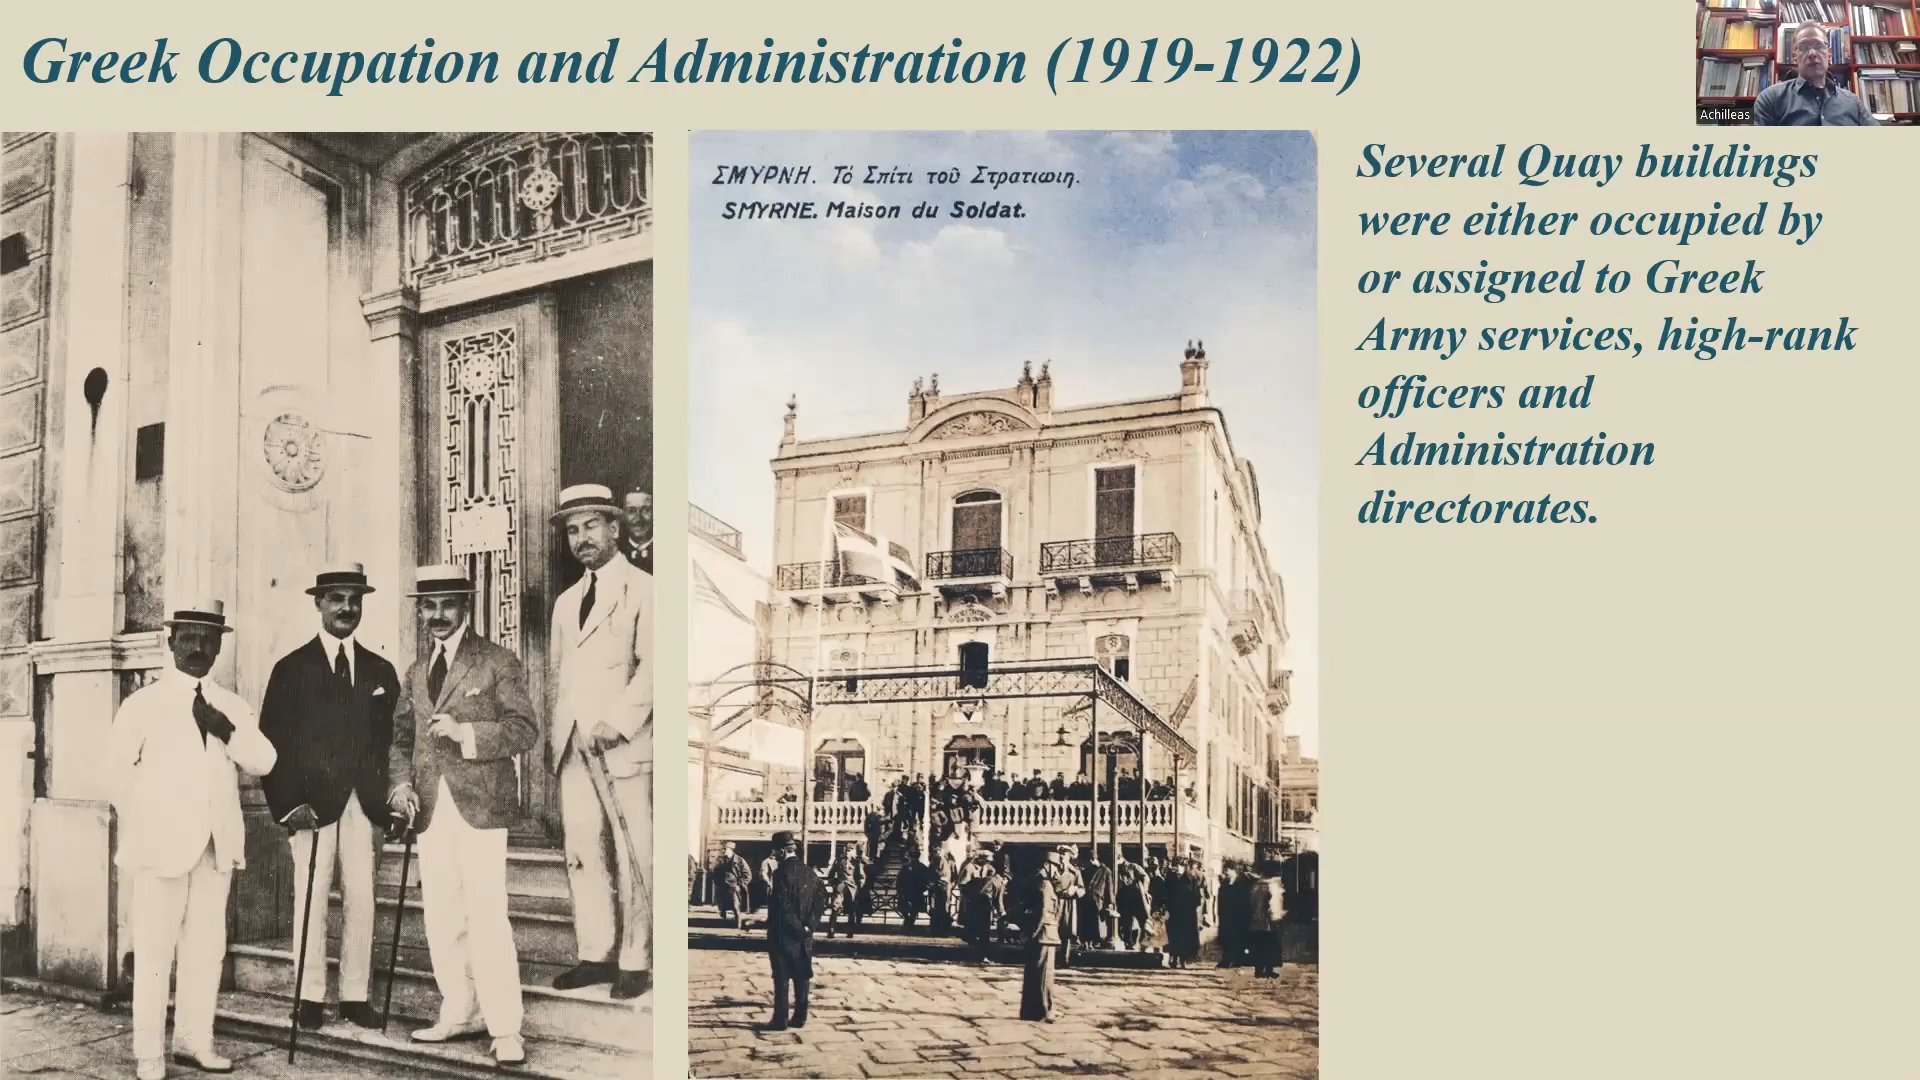 Greek Occupation and Administration (1919-1922)
Achilleas
ΣΜΥΡΝΗ. Τό Σπίτι τοῦ Στρατιωιη.
SMYRNE. Maison du Soldat.
Several Quay buildings
were either occupied by
or assigned to Greek
Army services, high-rank
officers and
Administration
directorates.